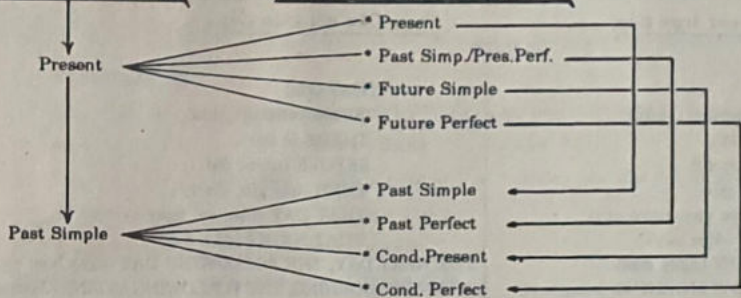 • Present
• Past Simp./Pres.Perf.
Present
• Future Simple
• Future Perfect
• Past Simple
• Past Perfect
Past Simple
• Cond.Present
• Cond. Perfect